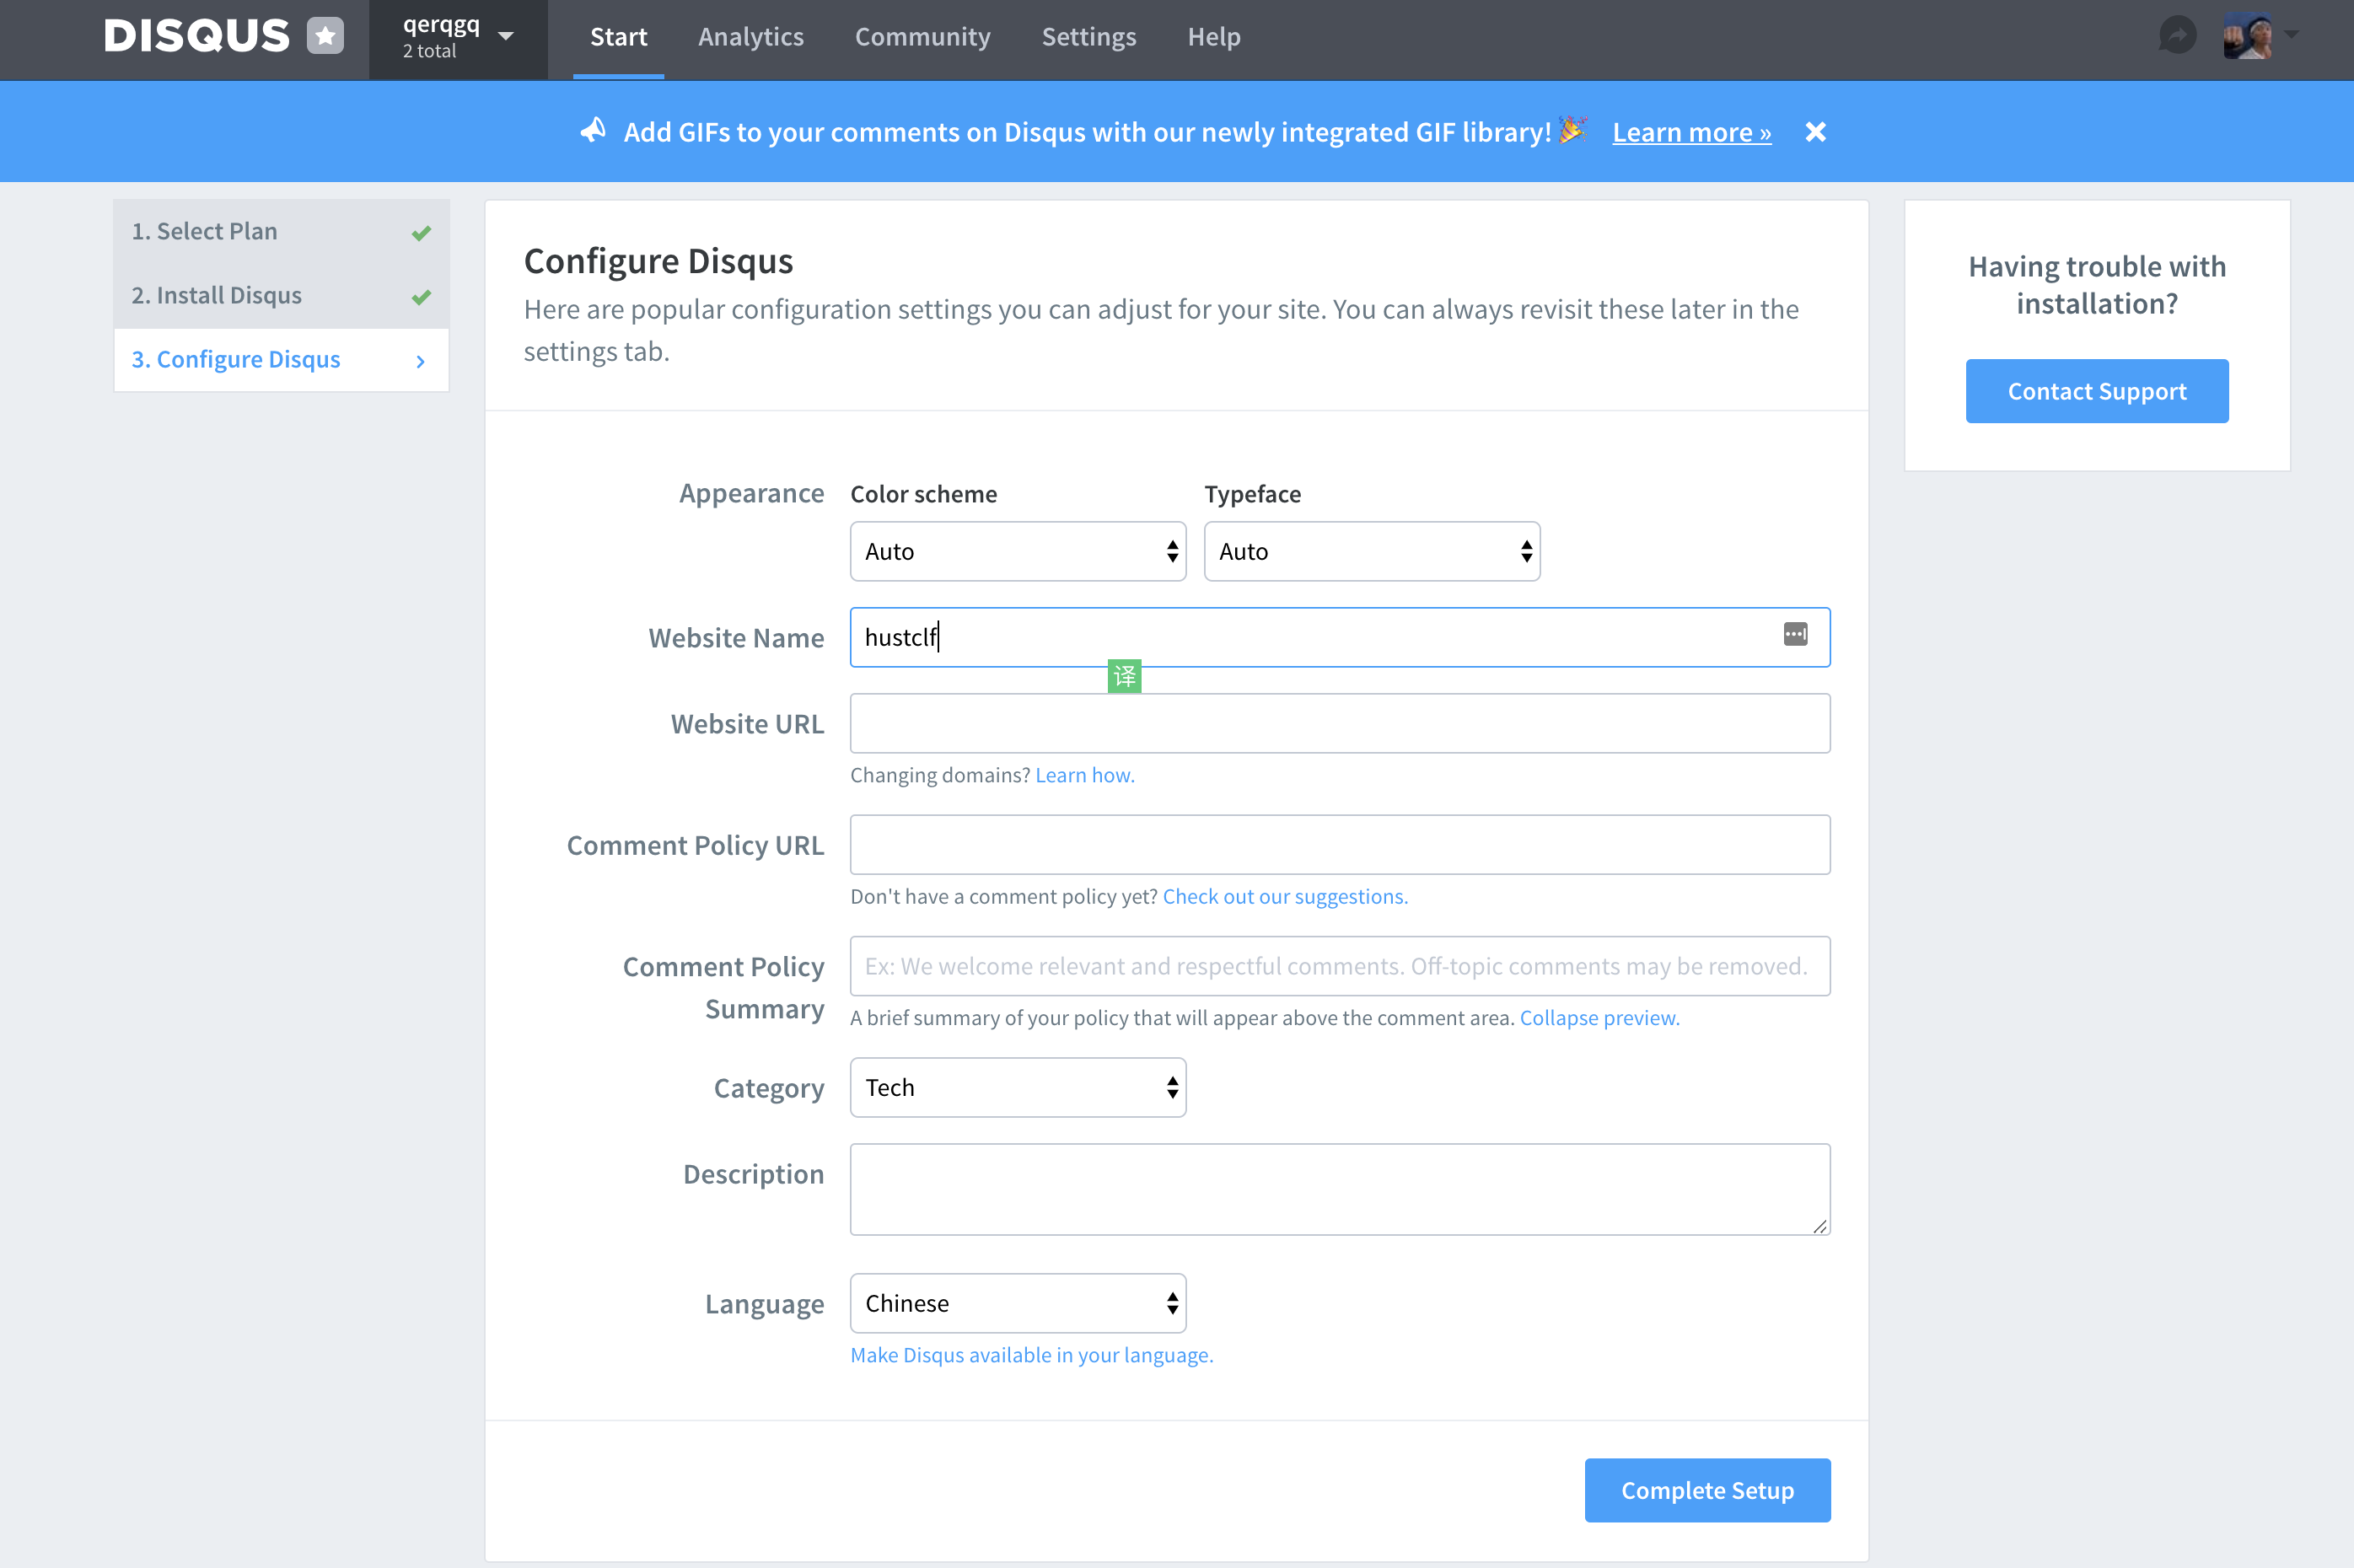 DISQUS
qerqgq
2 total
Start
Analytics
Community
Settings
Help
Add GIFs to your comments on Disqus with our newly integrated GIF library! Learn more »
1. Select Plan
2. Install Disqus
3. Configure Disqus
Configure Disqus
Here are popular configuration settings you can adjust for your site. You can always revisit these later in the
settings tab.
Having trouble with
installation?
Contact Support
Appearance
Color scheme
Typeface
Auto
Auto
Website Name
hustclf
译
Website URL
Changing domains? Learn how.
Comment Policy URL
Don't have a comment policy yet? Check out our suggestions.
Comment Policy
Summary
Ex: We welcome relevant and respectful comments. Off-topic comments may be removed.
A brief summary of your policy that will appear above the comment area. Collapse preview.
Category
Tech
Description
Language
Chinese
Make Disqus available in your language.
Complete Setup